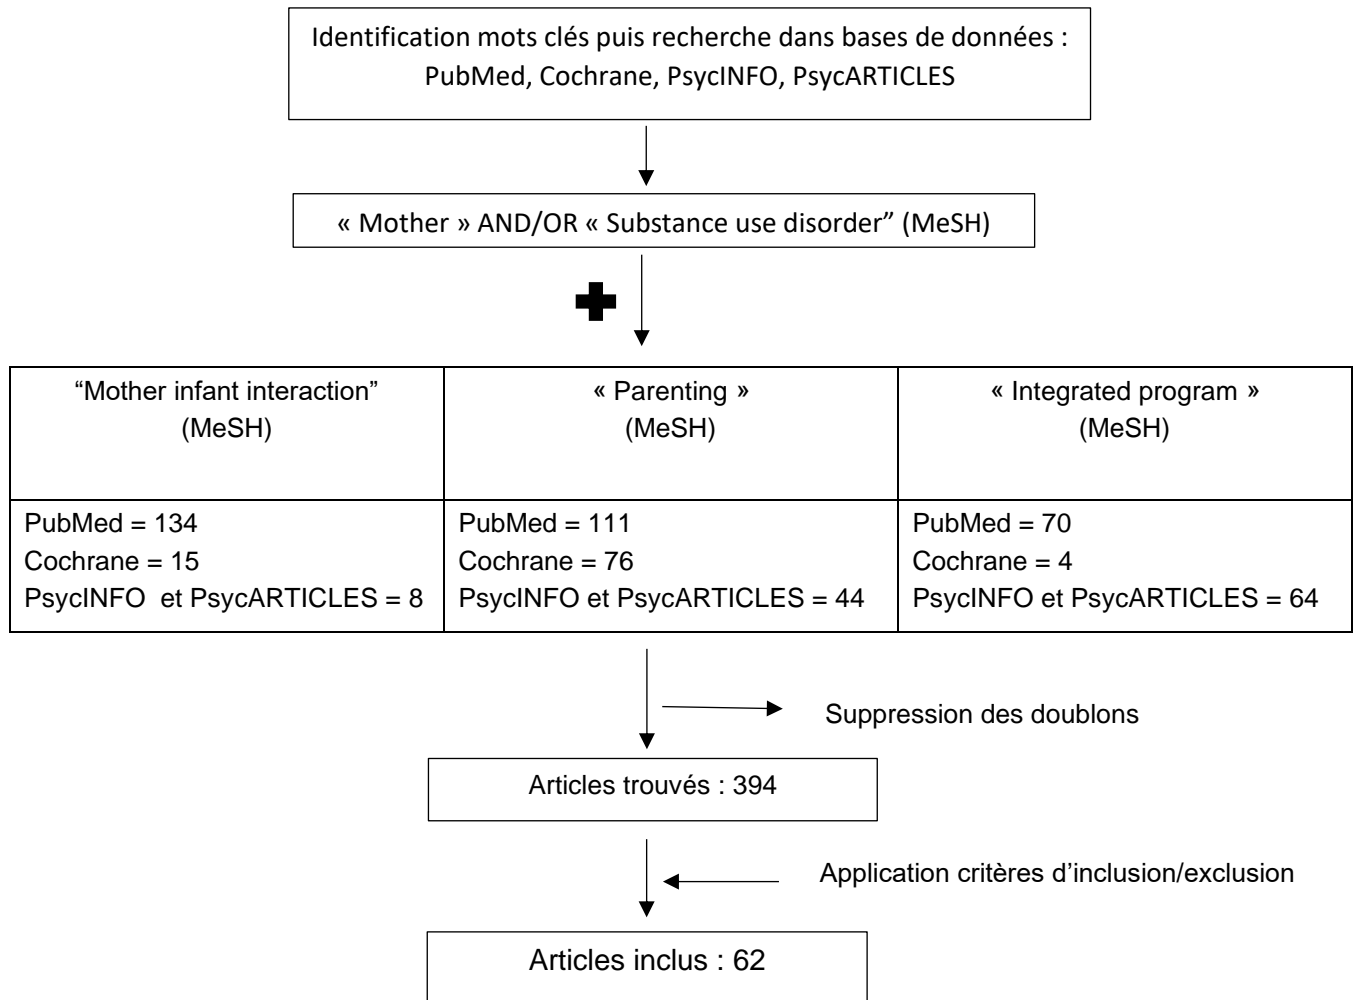 Identification mots clés puis recherche dans bases de données :
PubMed, Cochrane, PsycINFO, PsycARTICLES
« Mother » AND/OR « Substance use disorder” (MeSH)
“Mother infant interaction”
(MeSH)
« Parenting »
(MeSH)
« Integrated program »
(MeSH)
PubMed = 134
Cochrane = 15
PsycINFO et PsycARTICLES = 8
PubMed = 111
Cochrane = 76
PsycINFO et PsycARTICLES = 44
PubMed = 70
Cochrane = 4
PsycINFO et PsycARTICLES = 64
Suppression des doublons
Articles trouvés : 394
Application critères d’inclusion/exclusion
Articles inclus : 62